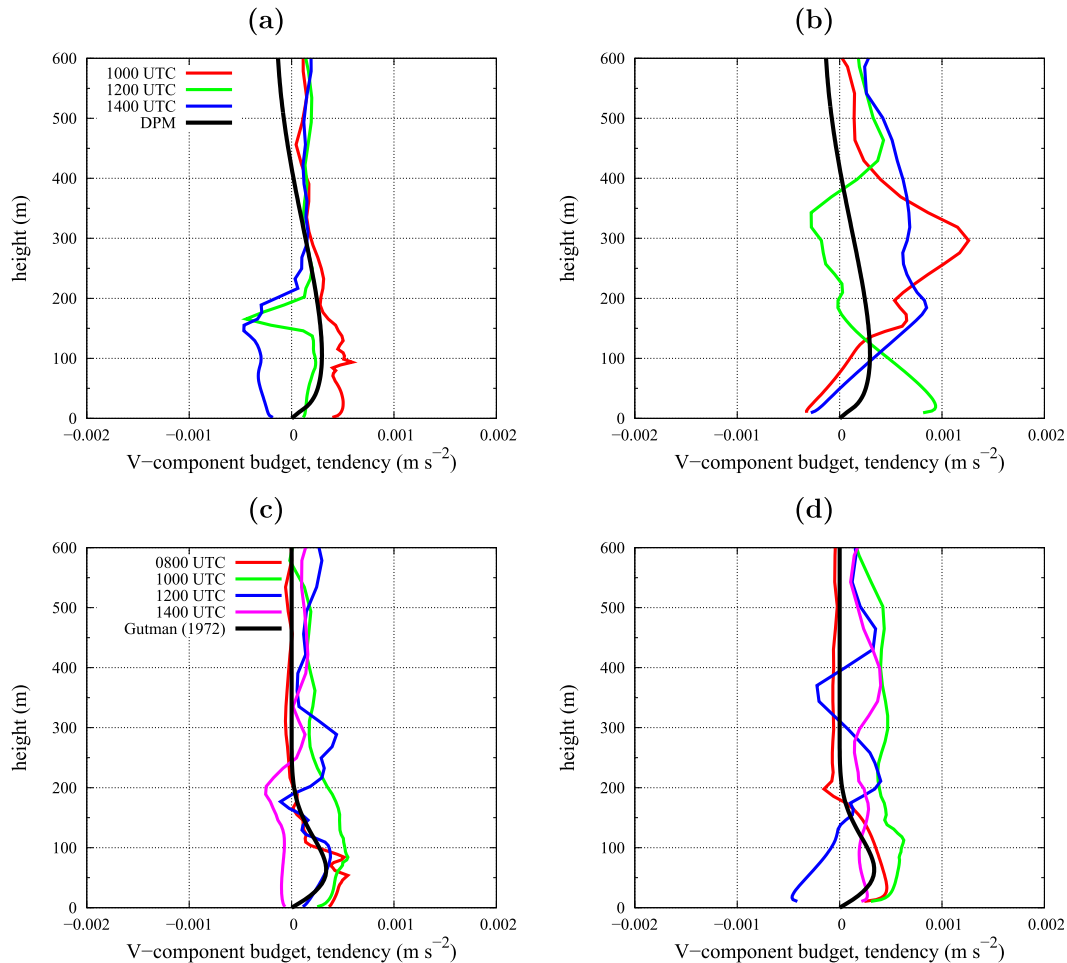 (a)
600
500
400
300
200
100
0
height (m)
1000 UTC
1200 UTC
1400 UTC
DPM
−0.002
−0.001
0
0.001
0.002
V−component budget, tendency (m s−2)
(b)
600
500
400
300
200
100
0
height (m)
−0.002
−0.001
0
0.001
0.002
V−component budget, tendency (m s−2)
(c)
600
500
400
300
200
100
0
height (m)
0800 UTC
1000 UTC
1200 UTC
1400 UTC
Gutman (1972)
−0.002
−0.001
0
0.001
0.002
V−component budget, tendency (m s−2)
(d)
600
500
400
300
200
100
0
height (m)
−0.002
−0.001
0
0.001
0.002
V−component budget, tendency (m s−2)